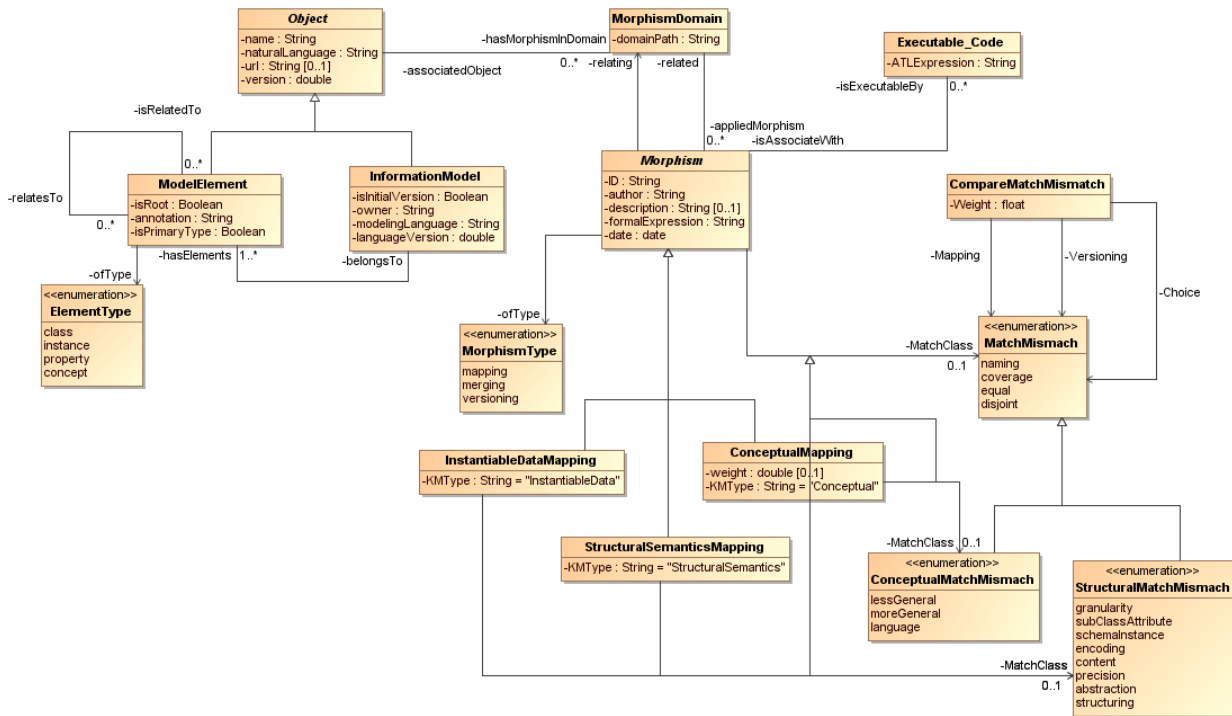 Object
-name : String
-naturalLanguage : String
-url : String [0..1]
-version : double
-hasMorphismInDomain
0..*
-associatedObject
MorphismDomain
-domainPath : String
-relating
-related
Executable_Code
-ATLExpression : String
-isExecutableBy
0..*
-appliedMorphism
0..*
-isAssociateWith
-isRelatedTo
0..*
-relatesTo
0..*
ModelElement
-isRoot : Boolean
-annotation : String
-isPrimaryType : Boolean
-hasElements
1..*
-belongsTo
InformationModel
-isInitialVersion : Boolean
-owner : String
-modelingLanguage : String
-languageVersion : double
Morphism
-ID : String
-author : String
-description : String [0..1]
-formalExpression : String
-date : date
CompareMatchMismatch
-Weight : float
-Mapping
-Versioning
-Choice
-ofType
<<enumeration>>
ElementType
class
instance
property
concept
-ofType
<<enumeration>>
MorphismType
mapping
merging
versioning
-MatchClass
0..1
<<enumeration>>
MatchMismach
naming
coverage
equal
disjoint
InstantiableDataMapping
-KMType : String = "InstantiableData"
ConceptualMapping
-weight : double [0..1]
-KMType : String = "Conceptual"
StructuralSemanticsMapping
-KMType : String = "StructuralSemantics"
-MatchClass
0..1
<<enumeration>>
ConceptualMatchMismach
lessGeneral
moreGeneral
language
<<enumeration>>
StructuralMatchMismach
granularity
subClassAttribute
schemaInstance
encoding
content
precision
abstraction
structuring
-MatchClass
0..1